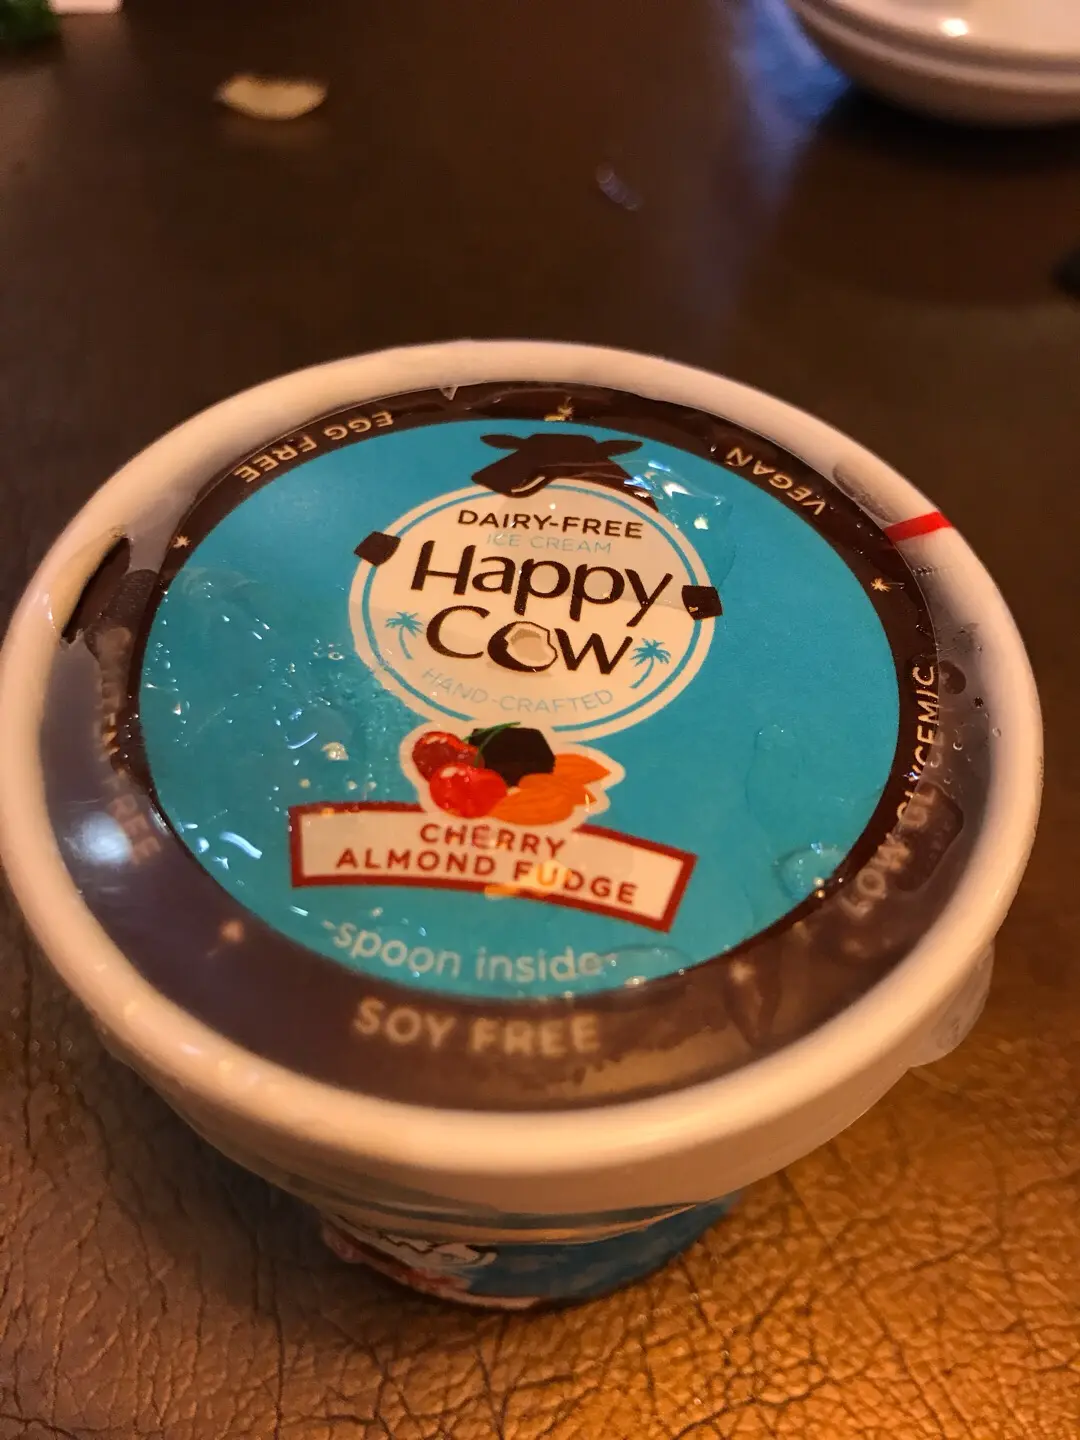 EGG FREE
VEGAN
DAIRY-FREE
ICE CREAM
Happy
Cow
HAND-CRAFTED
CHERRY
ALMOND FUDGE
-spoon inside-
SOY FREE
LOW GLYCEMIC
FREE